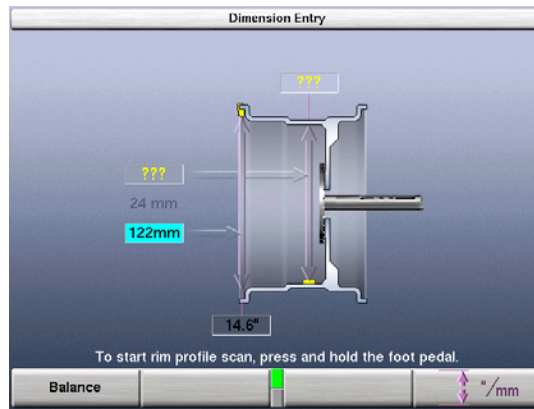 Dimension Entry
???
???
24 mm
122mm
14.6"
To start rim profile scan, press and hold the foot pedal.
Balance
"/mm